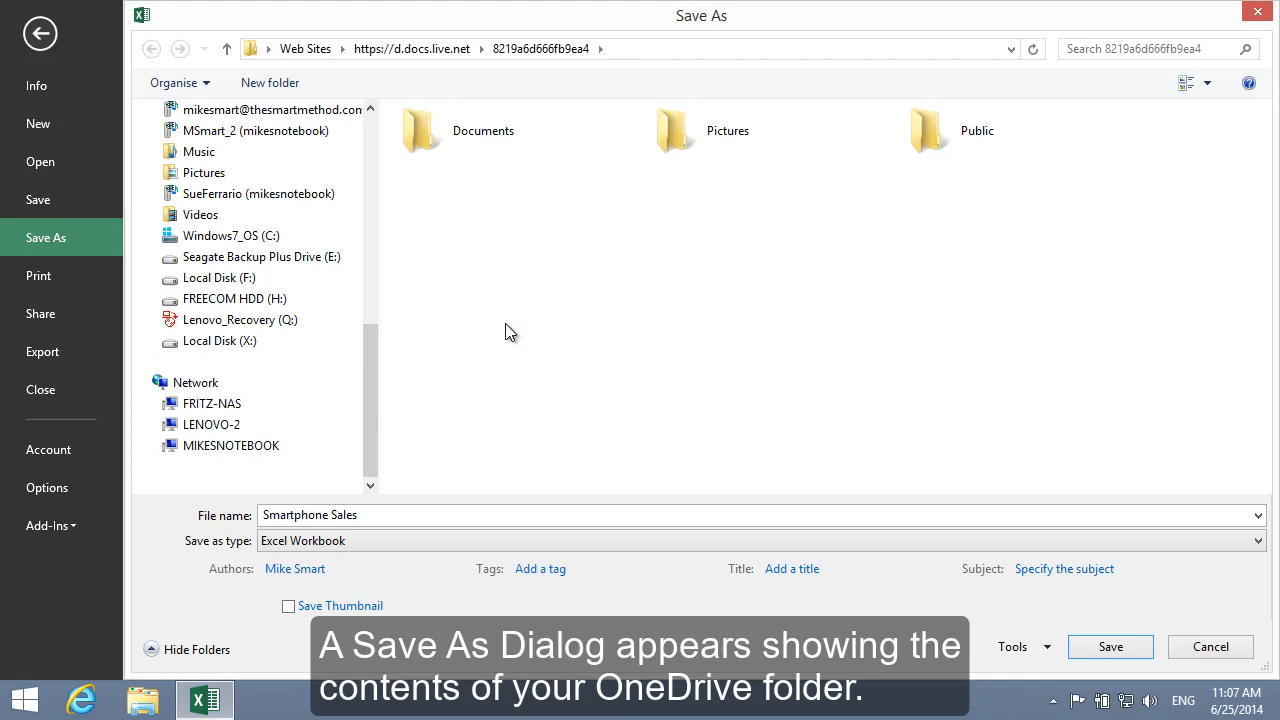 Save As
Web Sites
https://d.docs.live.net
8219a6d666fb9ea4
Search 8219a6d666fb9ea4
Organise
New folder
Info
New
Open
Save
Save As
Print
Share
Export
Close
Account
Options
Add-Ins
mikesmart@thesmartmethod.com
MSmart_2 (mikesnotebook)
Music
Pictures
SueFerrario (mikesnotebook)
Videos
Windows7_OS (C:)
Seagate Backup Plus Drive (E:)
Local Disk (F:)
FREECOM HDD (H:)
Lenovo_Recovery (Q:)
Local Disk (X:)
Network
FRITZ-NAS
LENOVO-2
MIKESNOTEBOOK
Documents
Pictures
Public
File name: Smartphone Sales
Save as type: Excel Workbook
Authors: Mike Smart
Tags: Add a tag
Title: Add a title
Subject: Specify the subject
Save Thumbnail
Hide Folders
Tools
Save
Cancel
A Save As Dialog appears showing the
contents of your OneDrive folder.
ENG
11:07 AM
6/25/2014